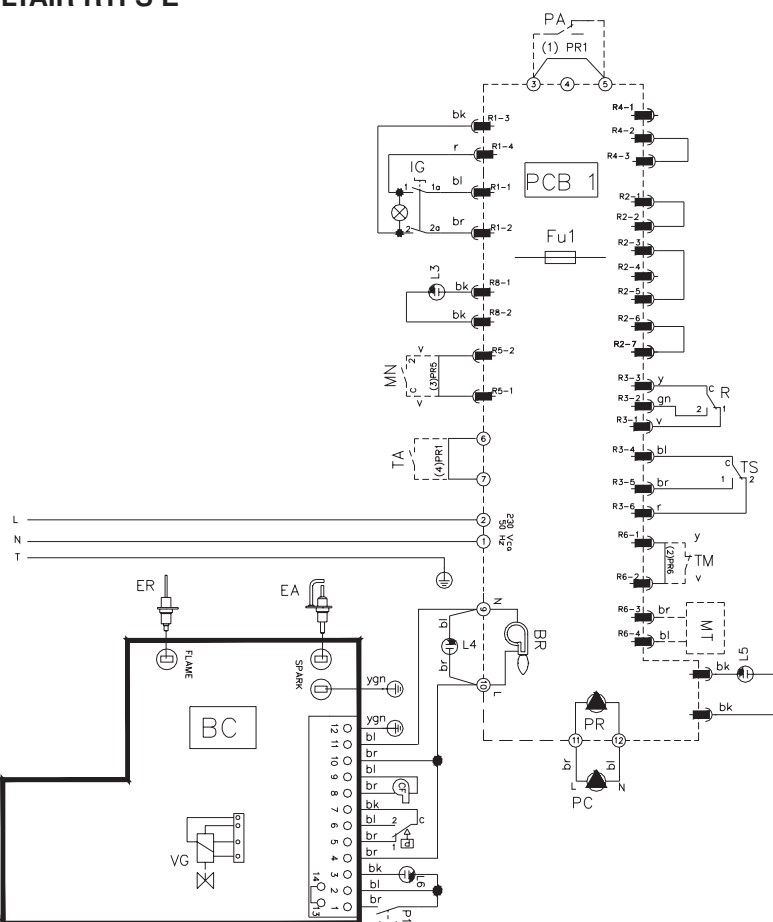 PA
(1) PR1
3 4 5
bk R1-3
r R1-4
IG
1 1a bl R1-1
2 2a br R1-2
PCB 1
Fu1
R4-1
R4-2
R4-3
R2-1
R2-2
R2-3
R2-4
R2-5
R2-6
R2-7
L3
bk R8-1
bk R8-2
MN
v 2 R5-2
(3)PR5
c v R5-1
R3-3 y
R3-2 gn
R3-1 v
C R
2 1
TA
(4)PR1
6
7
R3-4 bl
R3-5 br
R3-6 r
C TS
1 2
L
N
T
2
1
230 Vca
50 Hz
R6-1 y
(2)PR6
TM
R6-2 v
R6-3 br
R6-4 bl
MT
ER
EA
FLAME
SPARK
ygn
N
9
bl
L4
br
10
L
BR
bk L5
bk
PR
11 12
br bl
L N
PC
BC
VG
12 ygn
11 bl
10 br
9 bl
8 br
CF
7 bk
6 bl 2 C
5 br 1 P
4 br
3 bk L6
2 bl
1 br
14
13